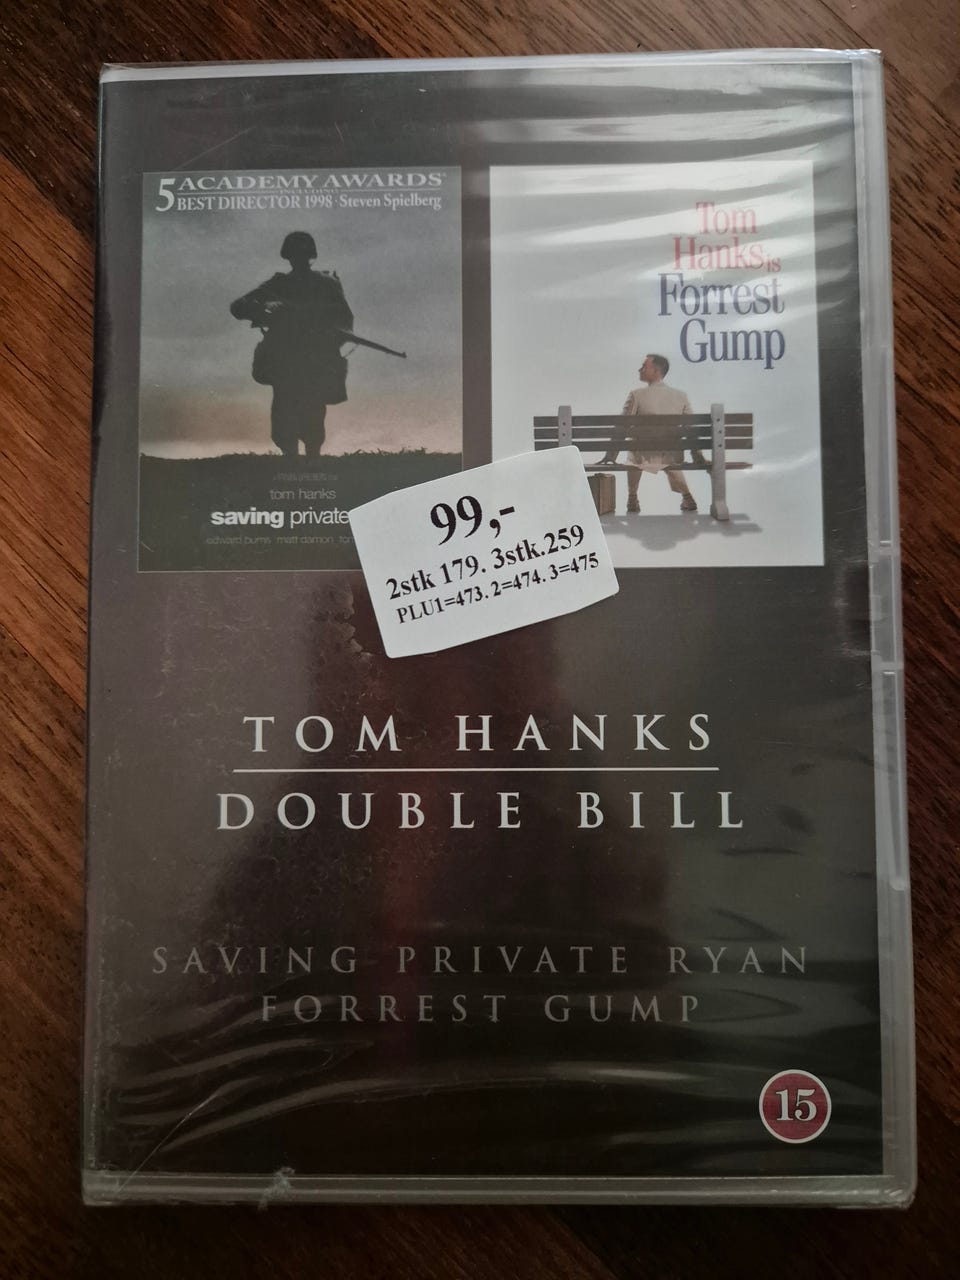 5 ACADEMY AWARDS
INCLUDING
BEST DIRECTOR 1998 · Steven Spielberg
tom hanks
saving private
edward burns matt damon
Tom
Hanks is
Forrest
Gump
99,-
2stk 179. 3stk.259
PLU1=473. 2=474. 3=475
TOM HANKS
DOUBLE BILL
SAVING PRIVATE RYAN
FORREST GUMP
15